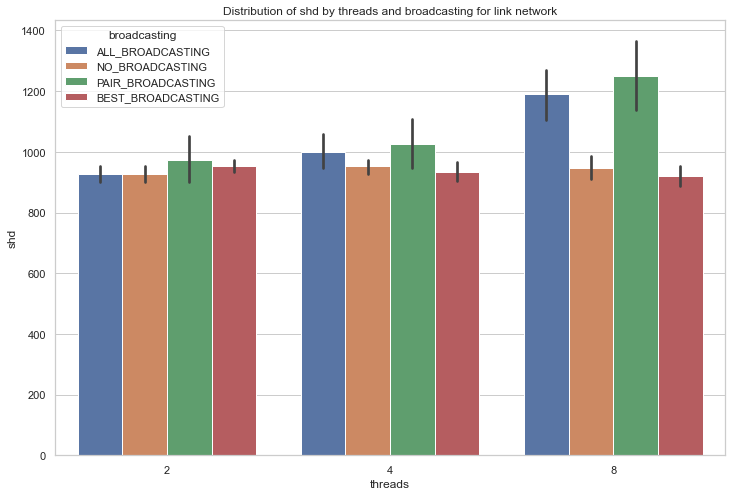 Distribution of shd by threads and broadcasting for link network
broadcasting
ALL_BROADCASTING
NO_BROADCASTING
PAIR_BROADCASTING
BEST_BROADCASTING
1400
1200
1000
800
600
400
200
0
shd
2
4
8
threads